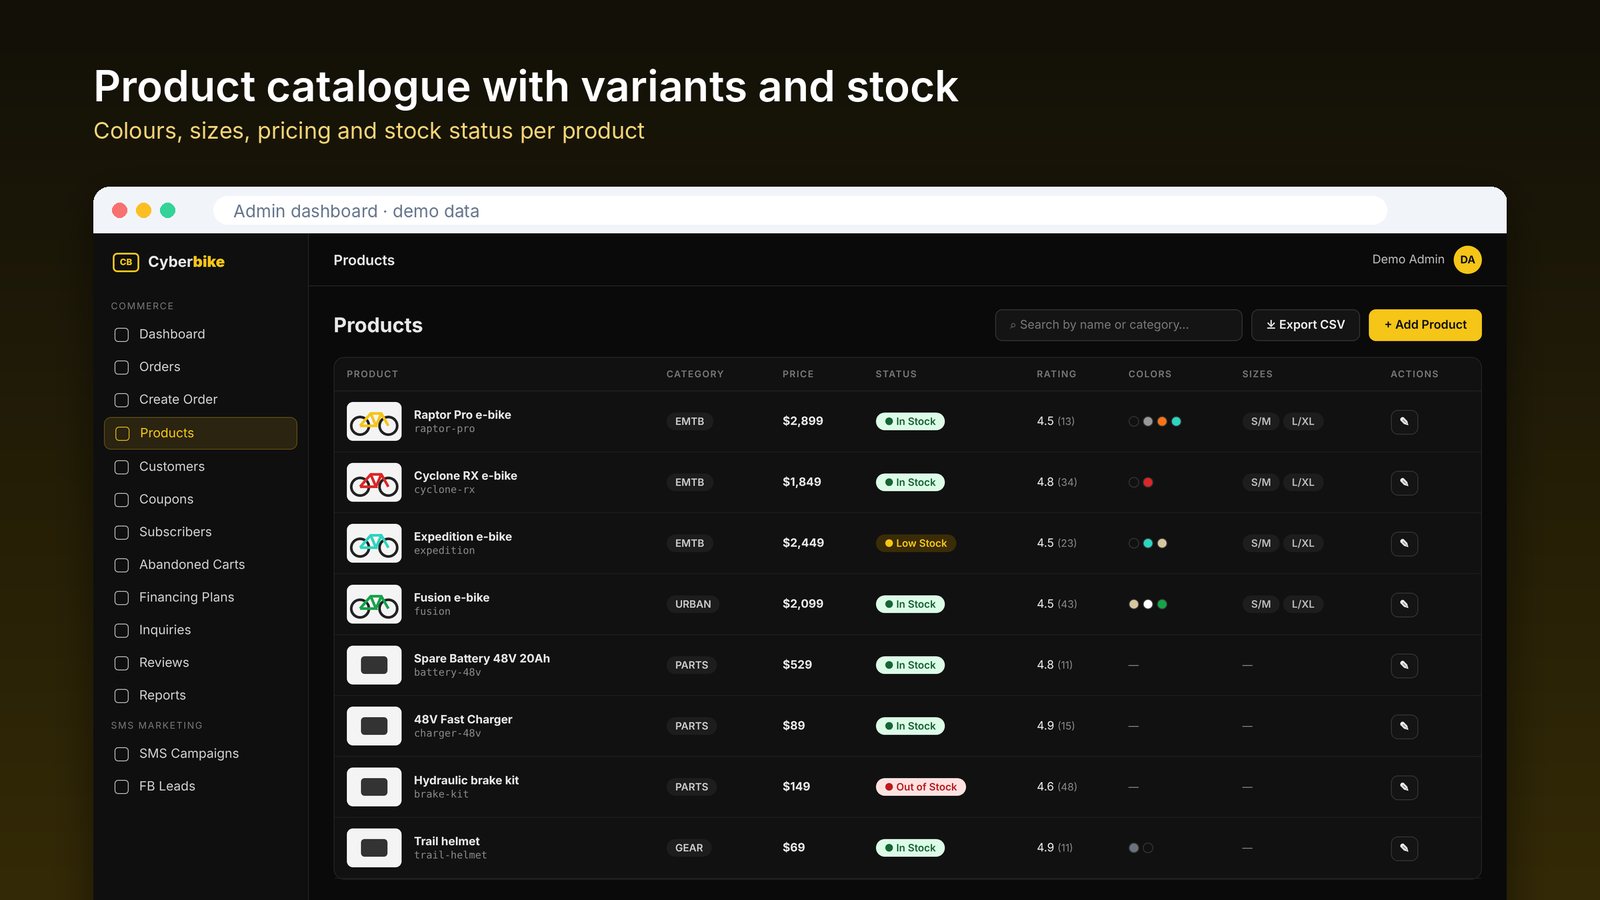 Product catalogue with variants and stock
Colours, sizes, pricing and stock status per product
Admin dashboard · demo data
CB Cyberbike
COMMERCE
Dashboard
Orders
Create Order
Products
Customers
Coupons
Subscribers
Abandoned Carts
Financing Plans
Inquiries
Reviews
Reports
SMS MARKETING
SMS Campaigns
FB Leads
Products
Demo Admin DA
Products
Search by name or category...
Export CSV
+ Add Product
PRODUCT CATEGORY PRICE STATUS RATING COLORS SIZES ACTIONS
Raptor Pro e-bike EMTB $2,899 In Stock 4.5 (13) S/M L/XL
raptor-pro
Cyclone RX e-bike EMTB $1,849 In Stock 4.8 (34) S/M L/XL
cyclone-rx
Expedition e-bike EMTB $2,449 Low Stock 4.5 (23) S/M L/XL
expedition
Fusion e-bike URBAN $2,099 In Stock 4.5 (43) S/M L/XL
fusion
Spare Battery 48V 20Ah PARTS $529 In Stock 4.8 (11) — —
battery-48v
48V Fast Charger PARTS $89 In Stock 4.9 (15) — —
charger-48v
Hydraulic brake kit PARTS $149 Out of Stock 4.6 (48) — —
brake-kit
Trail helmet GEAR $69 In Stock 4.9 (11) —
trail-helmet